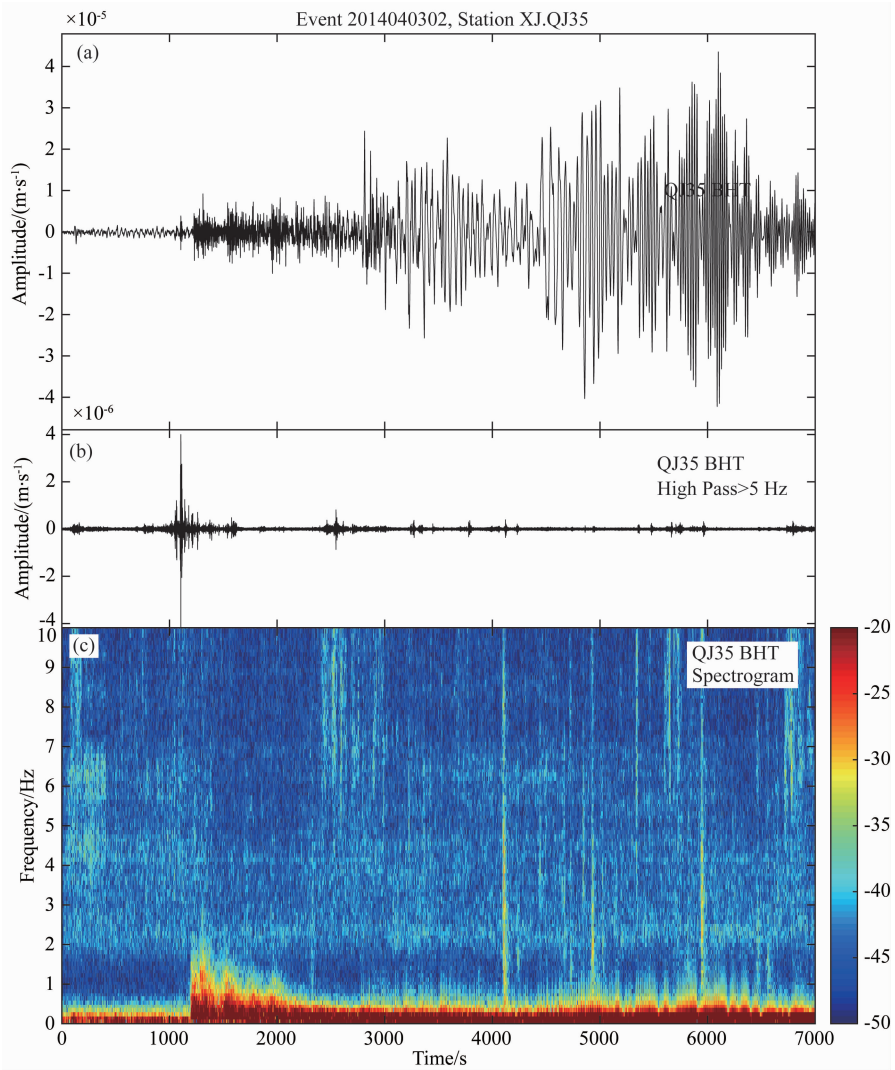 Event 2014040302, Station XJ.QJ35
×10⁻⁵
(a)
4
3
2
1
0
-1
-2
-3
-4
Amplitude/(m·s⁻¹)
QJ35 BHT
×10⁻⁶
(b)
4
2
0
-2
-4
Amplitude/(m·s⁻¹)
QJ35 BHT
High Pass>5 Hz
(c)
10
9
8
7
6
5
4
3
2
1
0
Frequency/Hz
QJ35 BHT
Spectrogram
-20
-25
-30
-35
-40
-45
-50
0 1000 2000 3000 4000 5000 6000 7000
Time/s